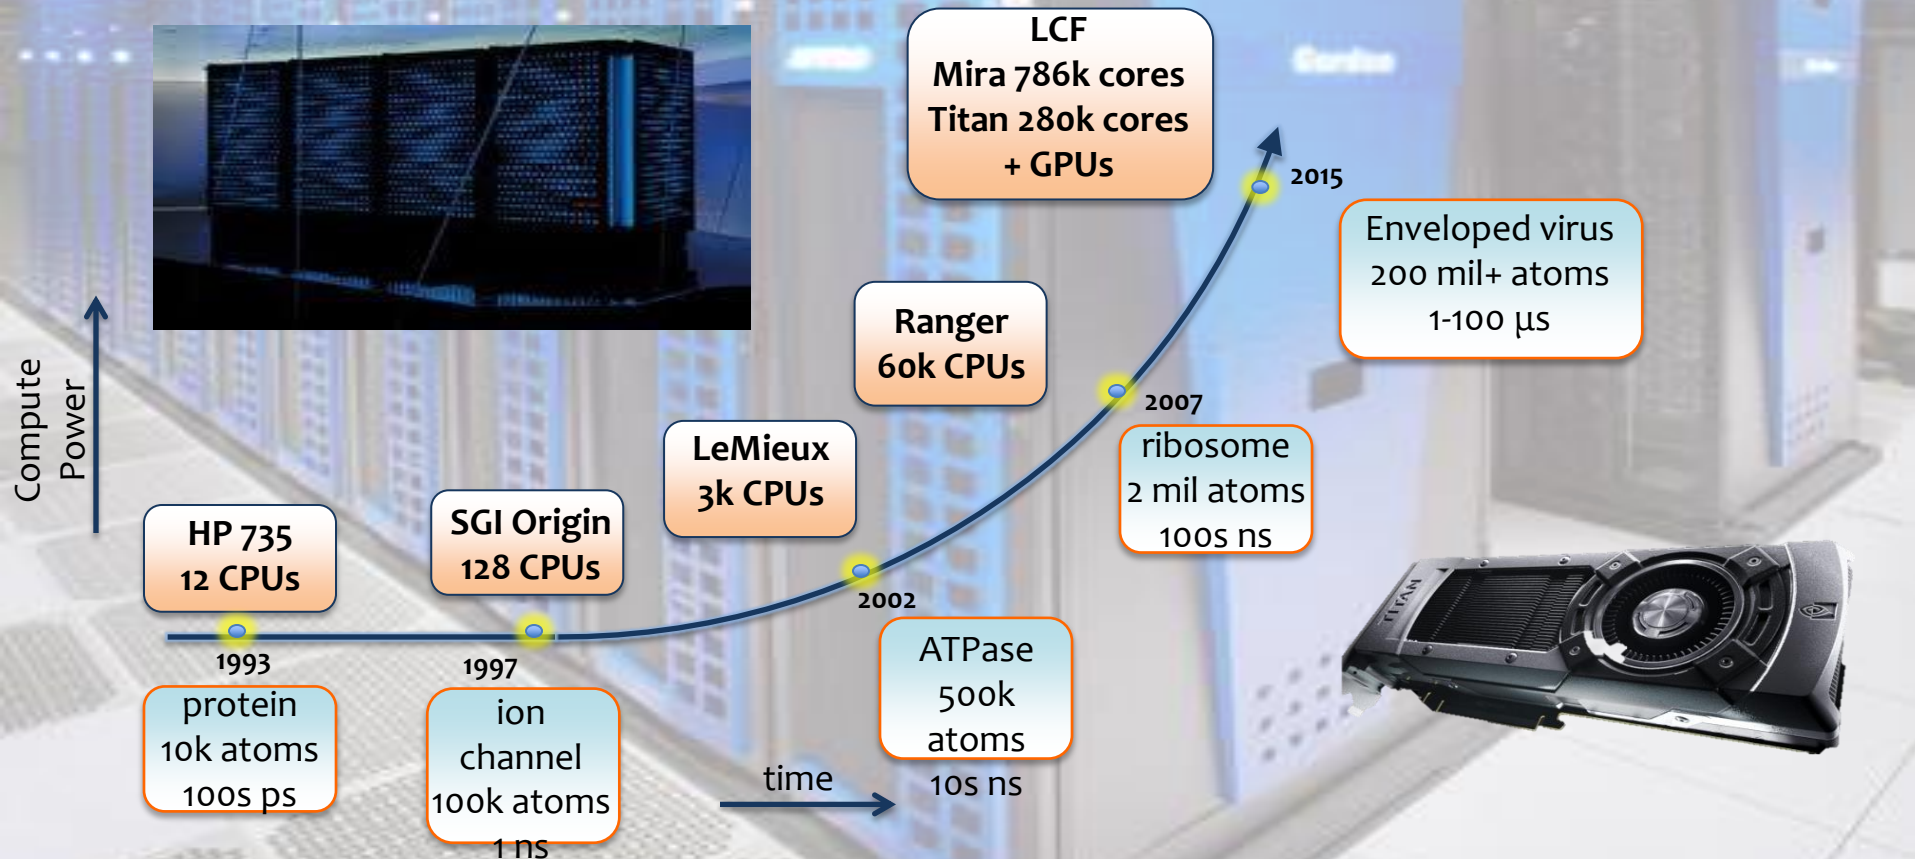 LCF
Mira 786k cores
Titan 280k cores
+ GPUs
2015
Enveloped virus
200 mil+ atoms
1-100 µs
Ranger
60k CPUs
2007
ribosome
2 mil atoms
100s ns
LeMieux
3k CPUs
2002
ATPase
500k
atoms
10s ns
SGI Origin
128 CPUs
1997
ion
channel
100k atoms
1 ns
HP 735
12 CPUs
1993
protein
10k atoms
100s ps
Compute
Power
time
TITAN
Gordon